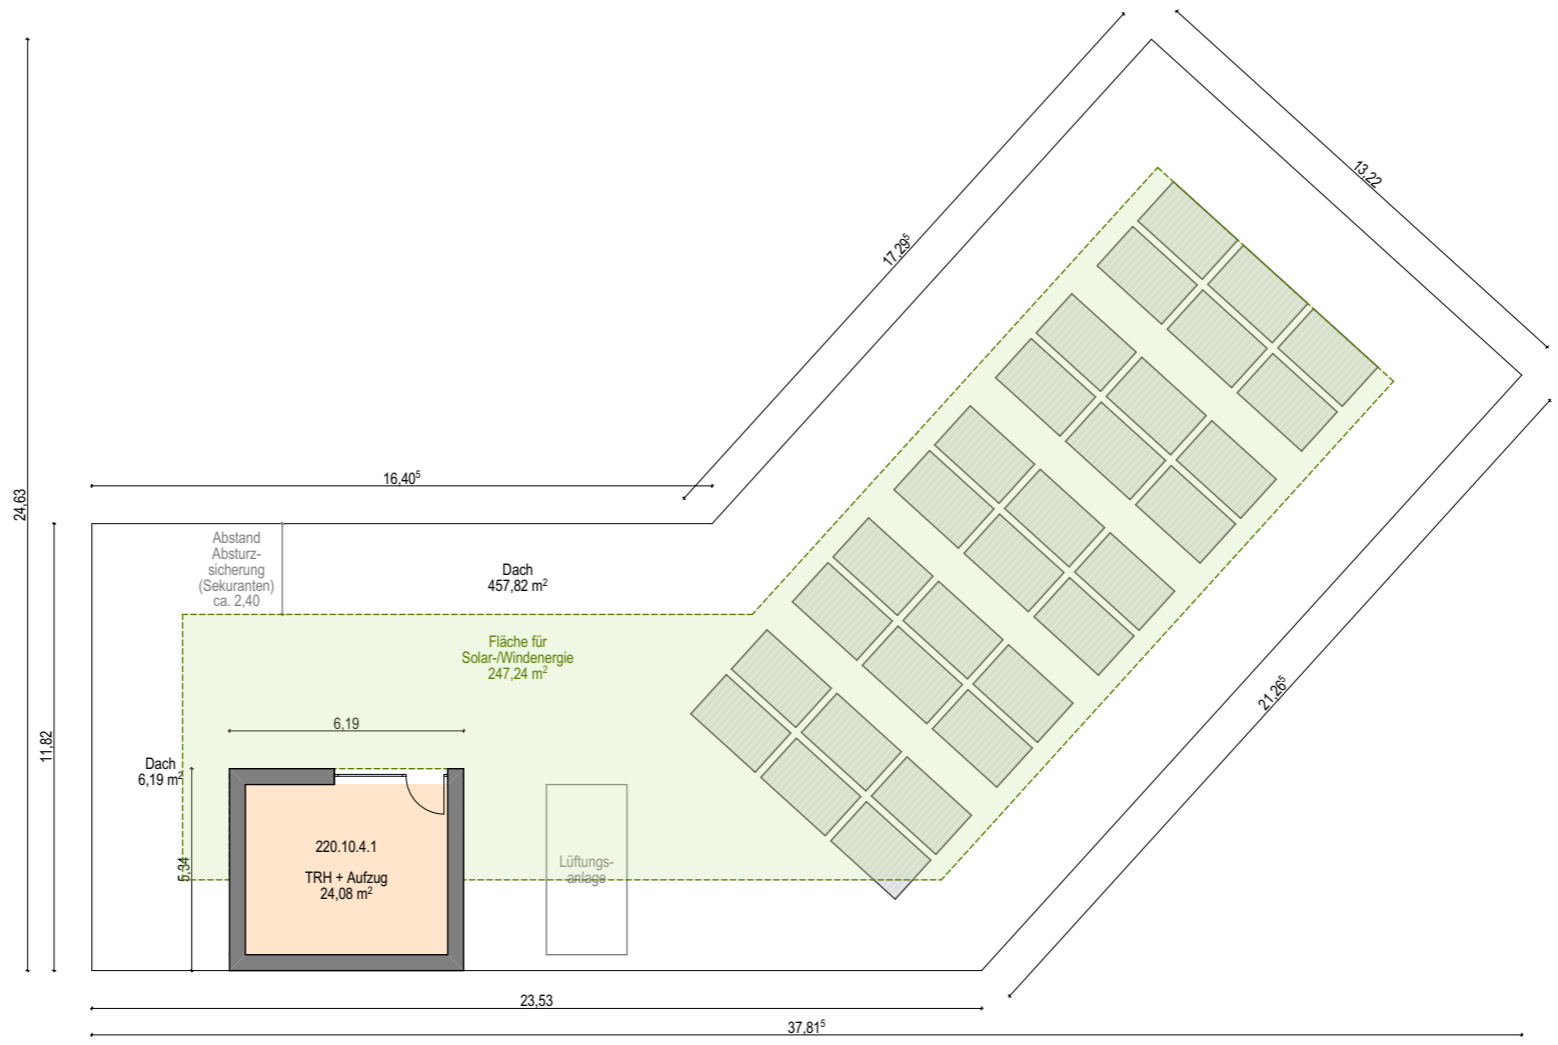 13,22
17,29⁵
24,63
16,40⁵
Abstand
Absturz-
sicherung
(Sekuranten)
ca. 2,40
Dach
457,82 m²
Fläche für
Solar-/Windenergie
247,24 m²
21,26⁵
6,19
11,82
Dach
6,19 m²
5,34
220.10.4.1
TRH + Aufzug
24,08 m²
Lüftungs-
anlage
23,53
37,81⁵